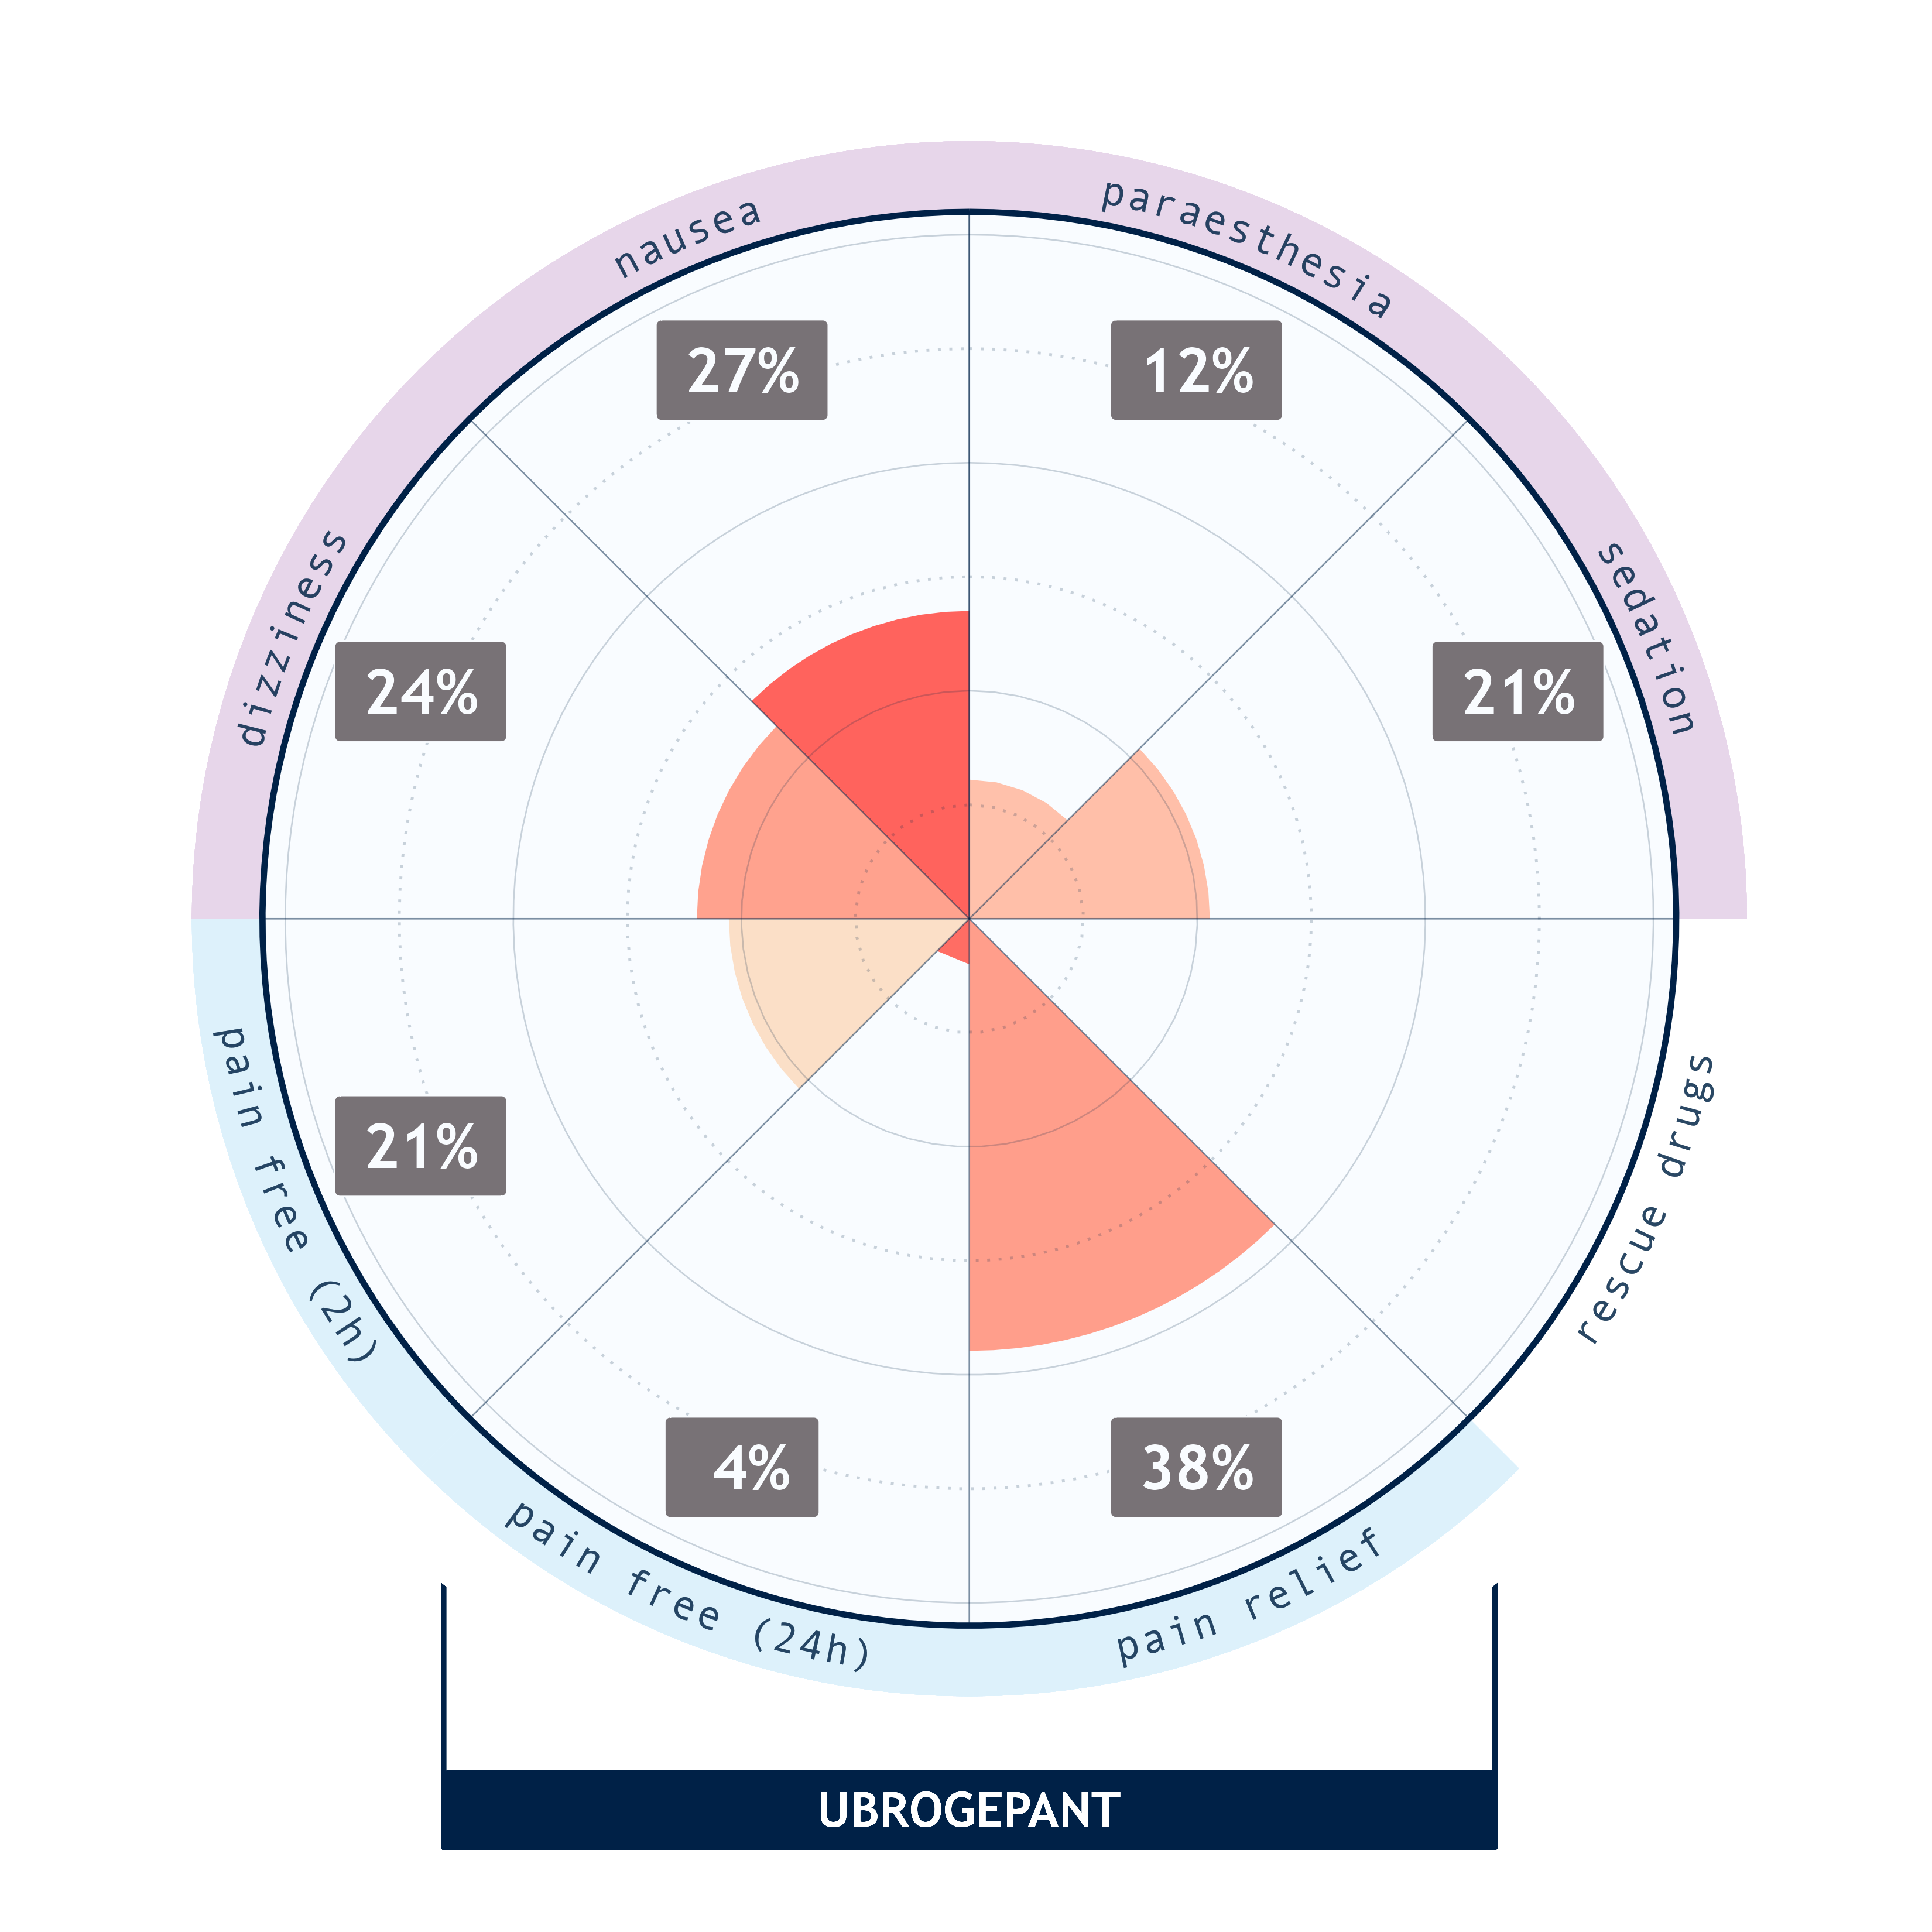 nausea
paraesthesia
27%
12%
dizziness
sedation
24%
21%
pain free (2h)
rescue drugs
21%
4%
38%
pain free (24h)
pain relief
UBROGEPANT